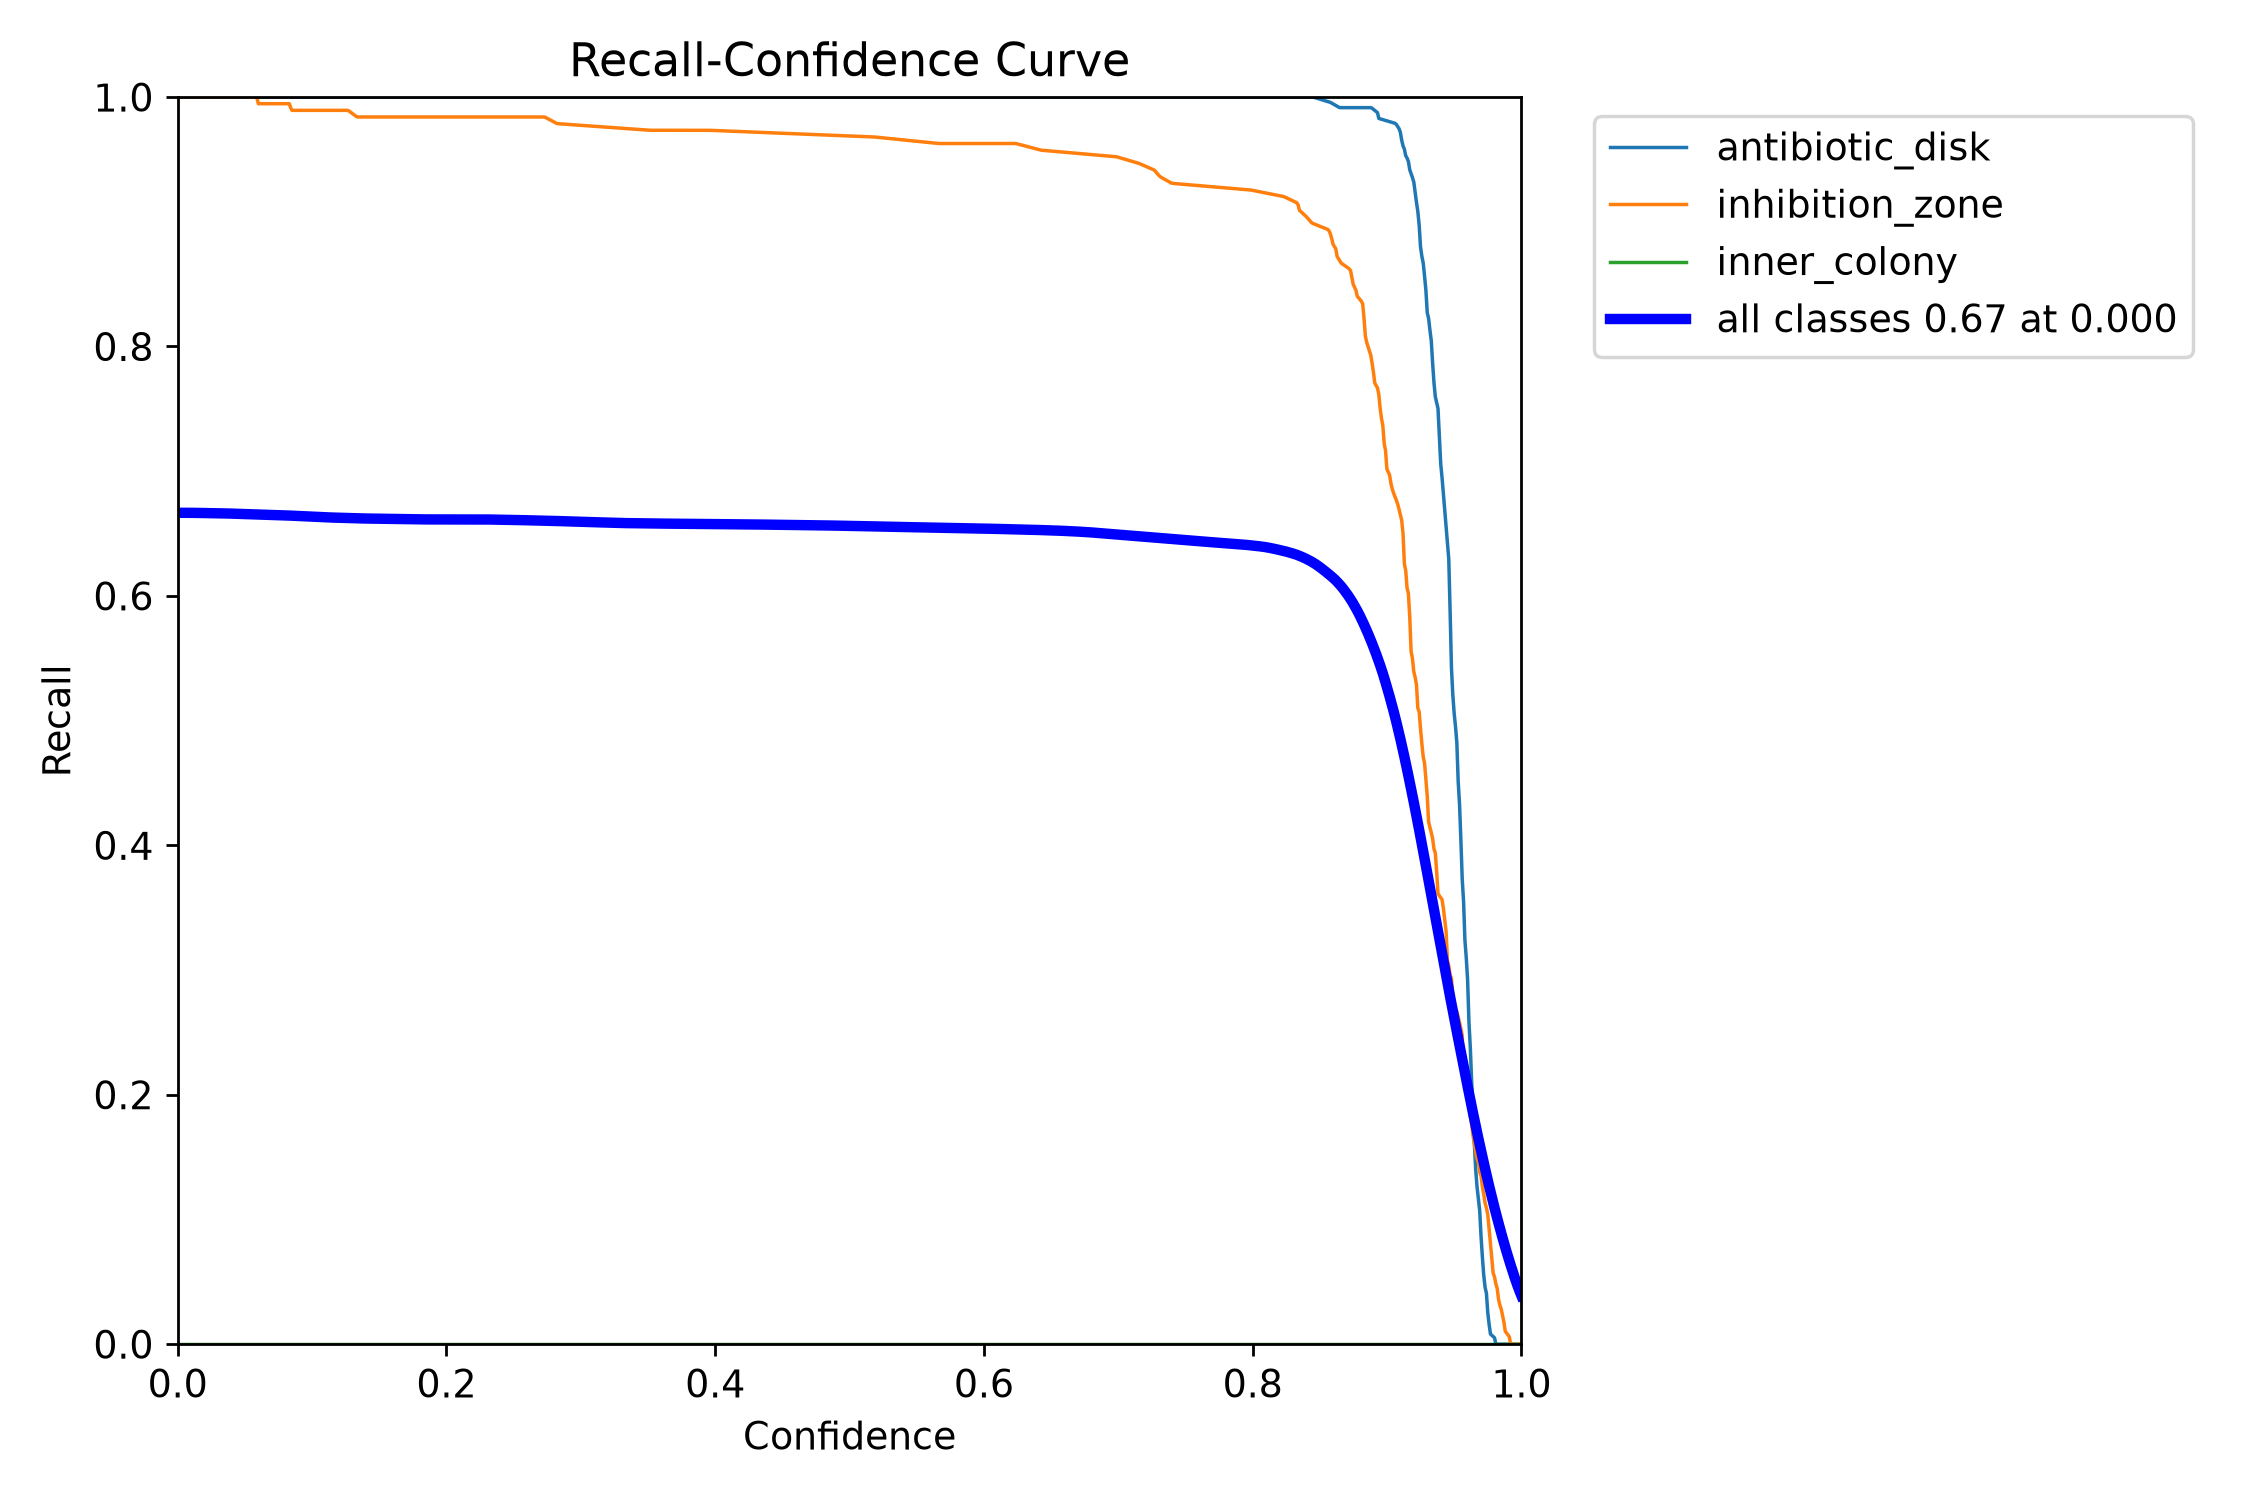 Recall-Confidence Curve
1.0
0.8
0.6
0.4
0.2
0.0
Recall
0.0 0.2 0.4 0.6 0.8 1.0
Confidence
antibiotic_disk
inhibition_zone
inner_colony
all classes 0.67 at 0.000